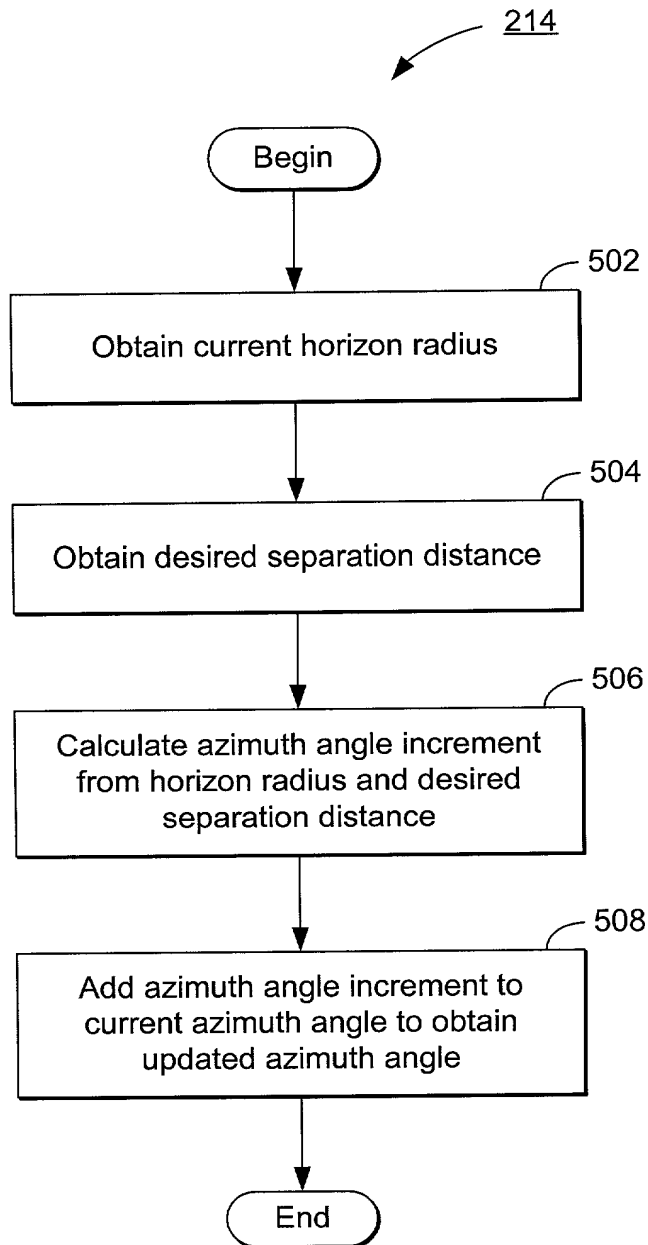 214
Begin
502
Obtain current horizon radius
504
Obtain desired separation distance
506
Calculate azimuth angle increment
from horizon radius and desired
separation distance
508
Add azimuth angle increment to
current azimuth angle to obtain
updated azimuth angle
End